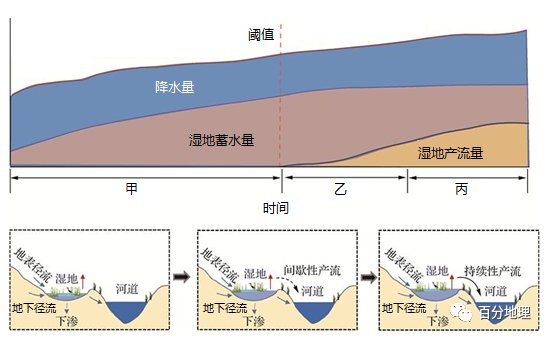 阈值
降水量
湿地蓄水量
湿地产流量
甲
乙
丙
时间
地表径流
湿地
河道
地下径流
下渗
地表径流
湿地
间歇性产流
河道
地下径流
下渗
地表径流
湿地
持续性产流
河道
地下径流
下渗
百分地理